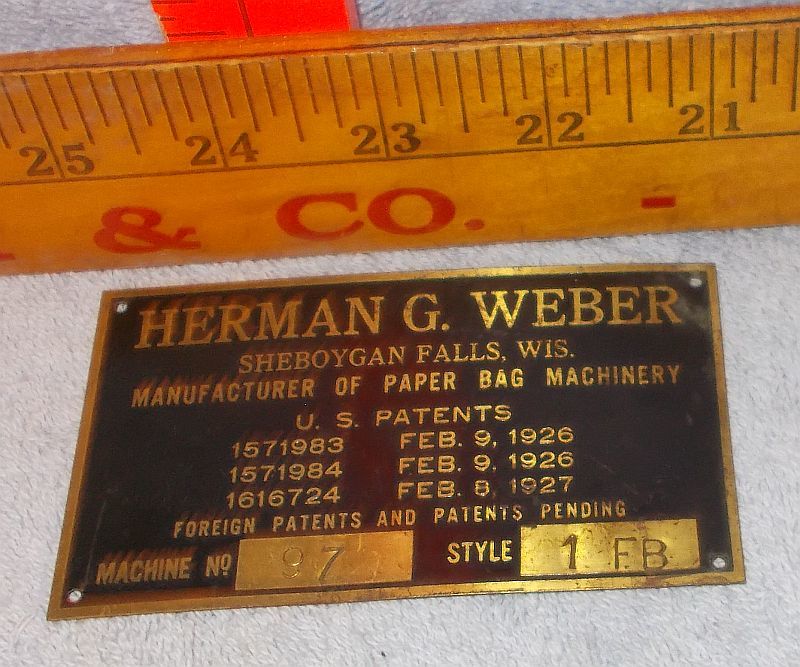 25 24 23 22 21
& CO. -
HERMAN G. WEBER
SHEBOYGAN FALLS, WIS.
MANUFACTURER OF PAPER BAG MACHINERY
U. S. PATENTS
1571983 FEB. 9, 1926
1571984 FEB. 9, 1926
1616724 FEB. 8, 1927
FOREIGN PATENTS AND PATENTS PENDING
MACHINE NO 97 STYLE 1 FB